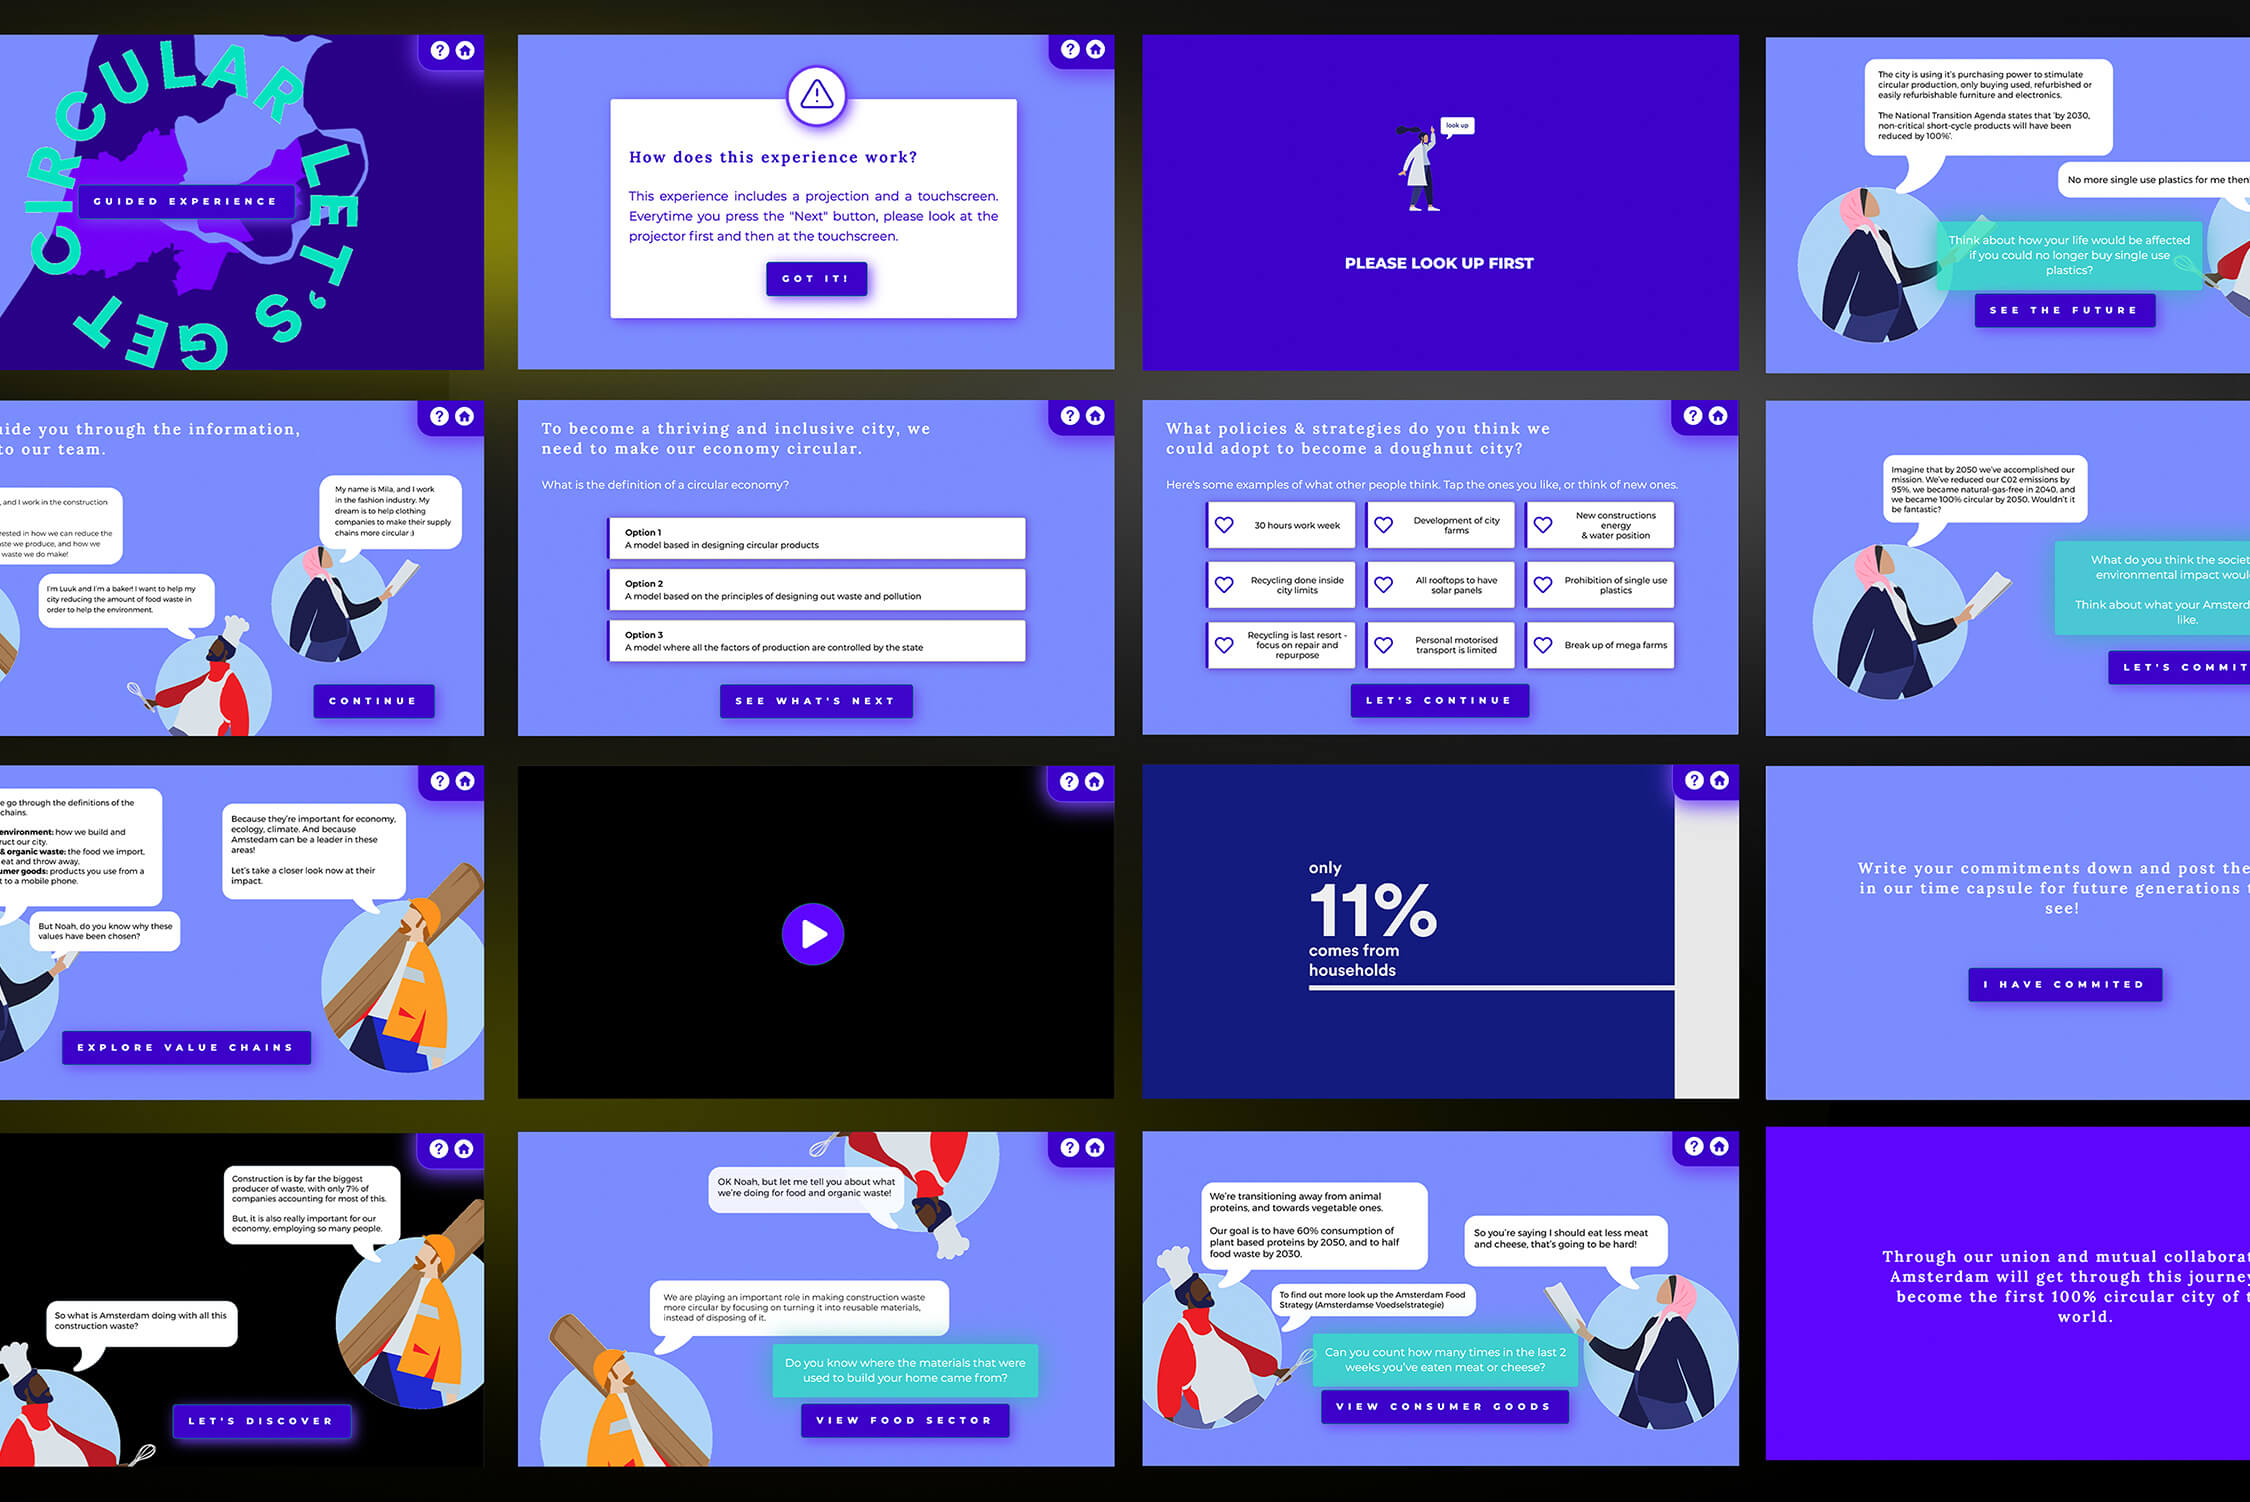 LET'S GET CIRCULAR
GUIDED EXPERIENCE
?
?
How does this experience work?
This experience includes a projection and a touchscreen.
Everytime you press the "Next" button, please look at the
projector first and then at the touchscreen.
GOT IT!
look up
PLEASE LOOK UP FIRST
The city is using it's purchasing power to stimulate
circular production, only buying used, refurbished or
easily refurbishable furniture and electronics.
The National Transition Agenda states that 'by 2030,
non-critical short-cycle products will have been
reduced by 100%'.
No more single use plastics for me then
Think about how your life would be affected
if you could no longer buy single use
plastics?
SEE THE FUTURE
?
you through the information,
to our team.
, and I work in the construction
in how we can reduce the
we produce, and how we
waste we do make!
I'm Luuk and I'm a baker! I want to help my
city reducing the amount of food waste in
order to help the environment.
My name is Mila, and I work
in the fashion industry. My
dream is to help clothing
companies to make their supply
chains more circular :)
CONTINUE
?
To become a thriving and inclusive city, we
need to make our economy circular.
What is the definition of a circular economy?
Option 1
A model based in designing circular products
Option 2
A model based on the principles of designing out waste and pollution
Option 3
A model where all the factors of production are controlled by the state
SEE WHAT'S NEXT
?
What policies & strategies do you think we
could adopt to become a doughnut city?
Here's some examples of what other people think. Tap the ones you like, or think of new ones.
30 hours work week
Development of city
farms
New constructions
energy
& water position
Recycling done inside
city limits
All rooftops to have
solar panels
Prohibition of single use
plastics
Recycling is last resort -
focus on repair and
repurpose
Personal motorised
transport is limited
Break up of mega farms
LET'S CONTINUE
Imagine that by 2050 we've accomplished our
mission. We've reduced our C02 emissions by
95%, we became natural-gas-free in 2040, and
we became 100% circular by 2050. Wouldn't it
be fantastic?
What do you think the
environmental impact
Think about what your
like.
LET'S COMMIT
?
go through the definitions of the
chains.
environment: how we build and
our city.
& organic waste: the food we import,
eat and throw away.
goods: products you use from a
to a mobile phone.
But Noah, do you know why these
values have been chosen?
Because they're important for economy,
ecology, climate. And because
Amstedam can be a leader in these
areas!
Let's take a closer look now at their
impact.
EXPLORE VALUE CHAINS
?
?
only
11%
comes from
households
Write your commitments down and post
in our time capsule for future generations
see!
I HAVE COMMITED
?
Construction is by far the biggest
producer of waste, with only 7% of
companies accounting for most of this.
But, it is also really important for our
economy, employing so many people.
So what is Amsterdam doing with all this
construction waste?
LET'S DISCOVER
?
OK Noah, but let me tell you about what
we're doing for food and organic waste!
We are playing an important role in making construction waste
more circular by focusing on turning it into reusable materials,
instead of disposing of it.
Do you know where the materials that were
used to build your home came from?
VIEW FOOD SECTOR
?
We're transitioning away from animal
proteins, and towards vegetable ones.
Our goal is to have 60% consumption of
plant based proteins by 2050, and to half
food waste by 2030.
So you're saying I should eat less meat
and cheese, that's going to be hard!
To find out more look up the Amsterdam Food
Strategy (Amsterdamse Voedselstrategie)
Can you count how many times in the last 2
weeks you've eaten meat or cheese?
VIEW CONSUMER GOODS
Through our union and mutual
Amsterdam will get through this journey
become the first 100% circular city of
world.